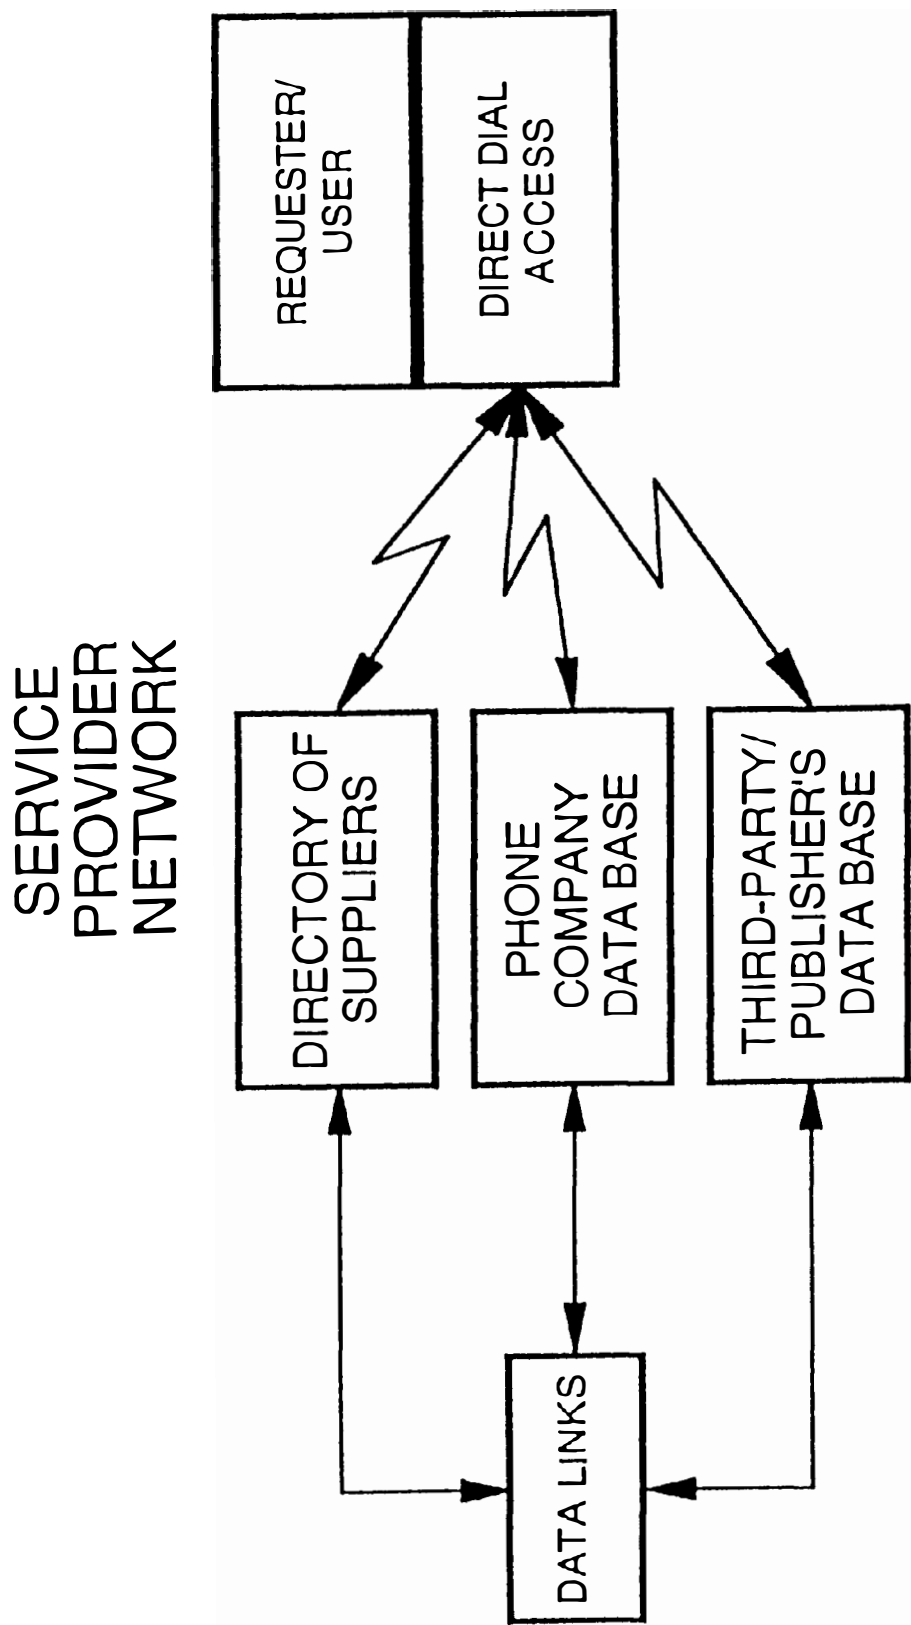 SERVICE
PROVIDER
NETWORK
DATA LINKS
DIRECTORY OF
SUPPLIERS
PHONE
COMPANY
DATA BASE
THIRD-PARTY/
PUBLISHER'S
DATA BASE
REQUESTER/
USER
DIRECT DIAL
ACCESS